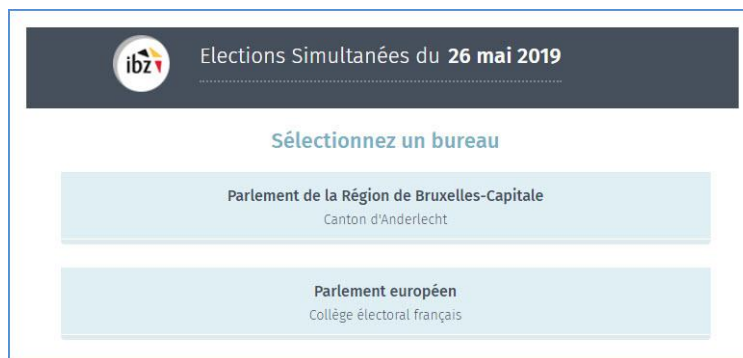 ibz
Elections Simultanées du 26 mai 2019
Sélectionnez un bureau
Parlement de la Région de Bruxelles-Capitale
Canton d'Anderlecht
Parlement européen
Collège électoral français